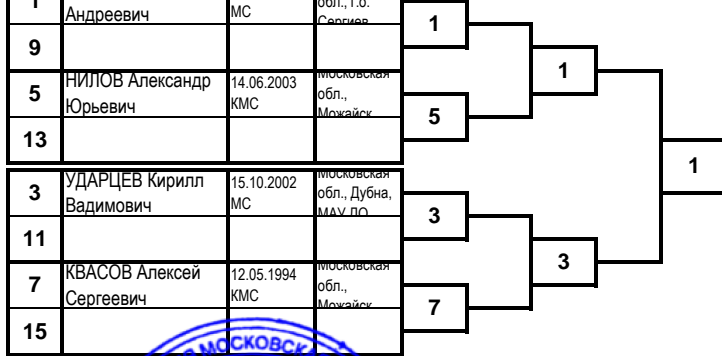 1
Андреевич
МС
обл., г.о.
Сергиев
9
5
НИЛОВ Александр
Юрьевич
14.06.2003
КМС
Московская
обл.,
Можайск
13
3
УДАРЦЕВ Кирилл
Вадимович
15.10.2002
МС
Московская
обл., Дубна,
МАУ ДО
11
7
КВАСОВ Алексей
Сергеевич
12.05.1994
КМС
Московская
обл.,
Можайск
15
1
5
3
7
1
3
1
МОСКОВСК